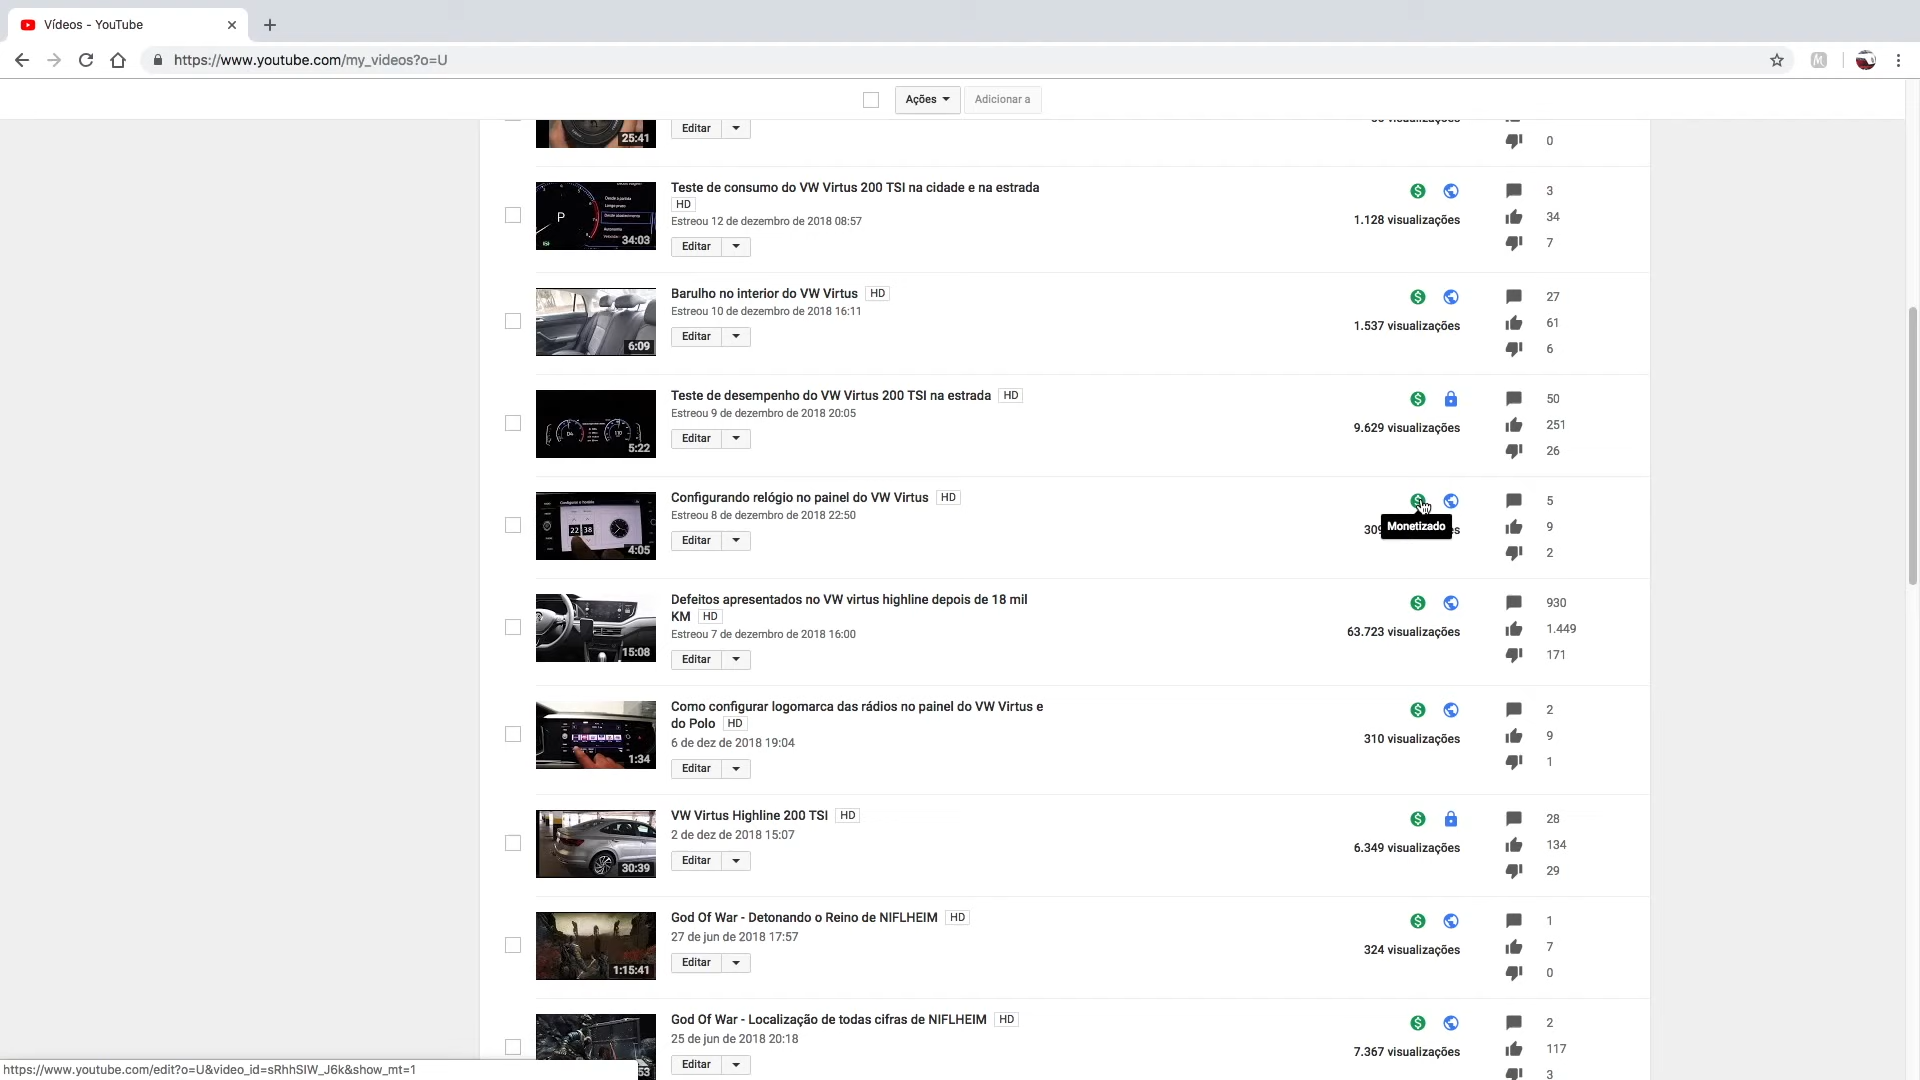 Vídeos - YouTube
https://www.youtube.com/my_videos?o=U
Ações
Adicionar a
25:41
Editar
0
Teste de consumo do VW Virtus 200 TSI na cidade e na estrada
HD
Estreou 12 de dezembro de 2018 08:57
Editar
P
34:03
1.128 visualizações
3
34
7
Barulho no interior do VW Virtus HD
Estreou 10 de dezembro de 2018 16:11
Editar
6:09
1.537 visualizações
27
61
6
Teste de desempenho do VW Virtus 200 TSI na estrada HD
Estreou 9 de dezembro de 2018 20:05
Editar
5:22
9.629 visualizações
50
251
26
Configurando relógio no painel do VW Virtus HD
Estreou 8 de dezembro de 2018 22:50
Editar
22 38
4:05
Monetizado
5
9
2
Defeitos apresentados no VW virtus highline depois de 18 mil
KM HD
Estreou 7 de dezembro de 2018 16:00
Editar
15:08
63.723 visualizações
930
1.449
171
Como configurar logomarca das rádios no painel do VW Virtus e
do Polo HD
6 de dez de 2018 19:04
Editar
1:34
310 visualizações
2
9
1
VW Virtus Highline 200 TSI HD
2 de dez de 2018 15:07
Editar
30:39
6.349 visualizações
28
134
29
God Of War - Detonando o Reino de NIFLHEIM HD
27 de jun de 2018 17:57
Editar
1:15:41
324 visualizações
1
7
0
God Of War - Localização de todas cifras de NIFLHEIM HD
25 de jun de 2018 20:18
Editar
7.367 visualizações
2
117
3
https://www.youtube.com/edit?o=U&video_id=sRhhSIW_J6k&show_mt=1